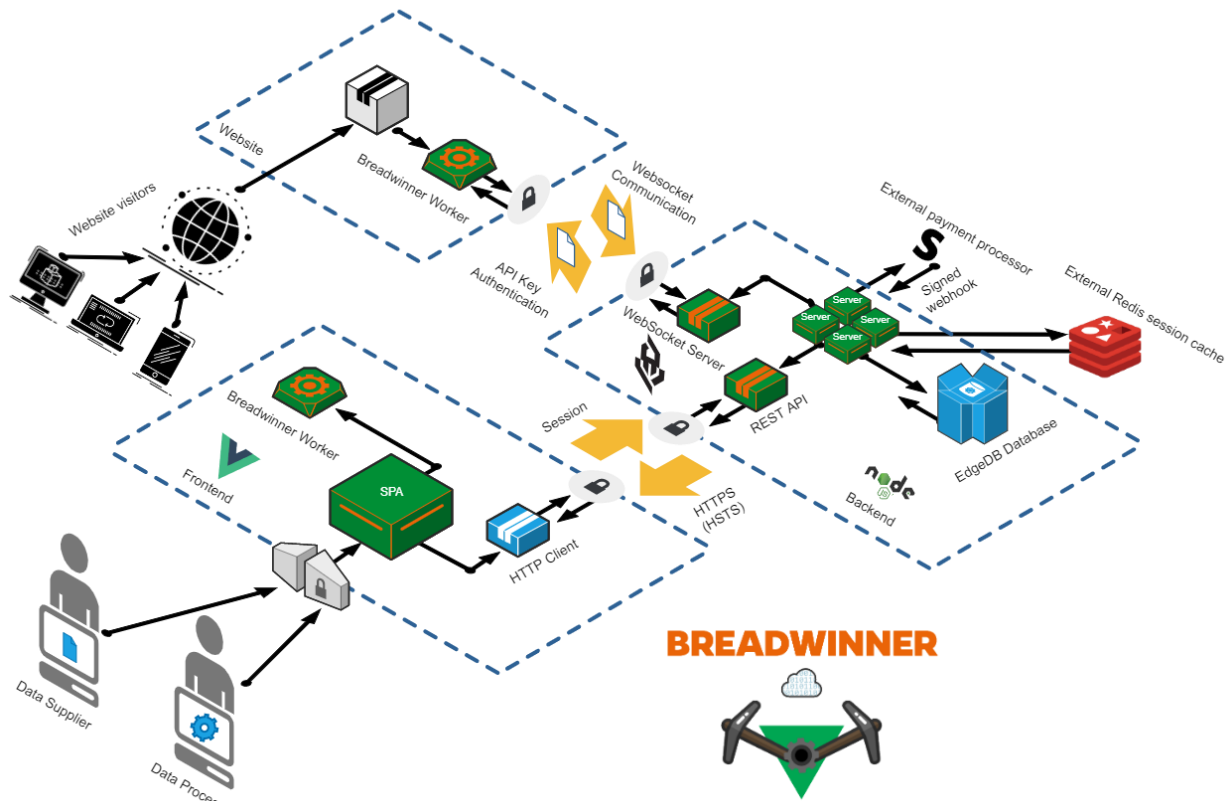 Website
Breadwinner Worker
Website visitors
Websocket
Communication
API Key
Authentication
External payment processor
Signed
webhook
External Redis session cache
Server
Server
Server
Server
WebSocket Server
REST API
EdgeDB Database
node
JS
Backend
Session
HTTPS
(HSTS)
Breadwinner Worker
Frontend
SPA
HTTP Client
Data Supplier
BREADWINNER